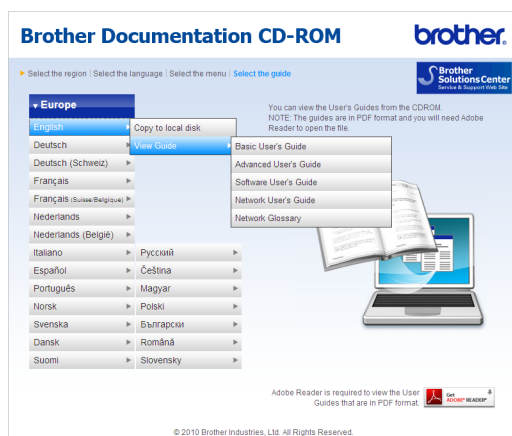 Brother Documentation CD-ROM
brother.
Select the region | Select the language | Select the menu | Select the guide
Brother
Solutions Center
Service & Support Web Site
Europe
You can view the User's Guides from the CDROM.
NOTE: The guides are in PDF format and you will need Adobe
Reader to open the file.
English
Copy to local disk
Deutsch
View Guide
Basic User's Guide
Deutsch (Schweiz)
Advanced User's Guide
Français
Software User's Guide
Français (Suisse/Belgique)
Network User's Guide
Nederlands
Network Glossary
Nederlands (België)
Italiano
Русский
Español
Čeština
Português
Magyar
Norsk
Polski
Svenska
Български
Dansk
Română
Suomi
Slovensky
Adobe Reader is required to view the User
Guides that are in PDF format.
Get
ADOBE® READER®
© 2010 Brother Industries, Ltd. All Rights Reserved.